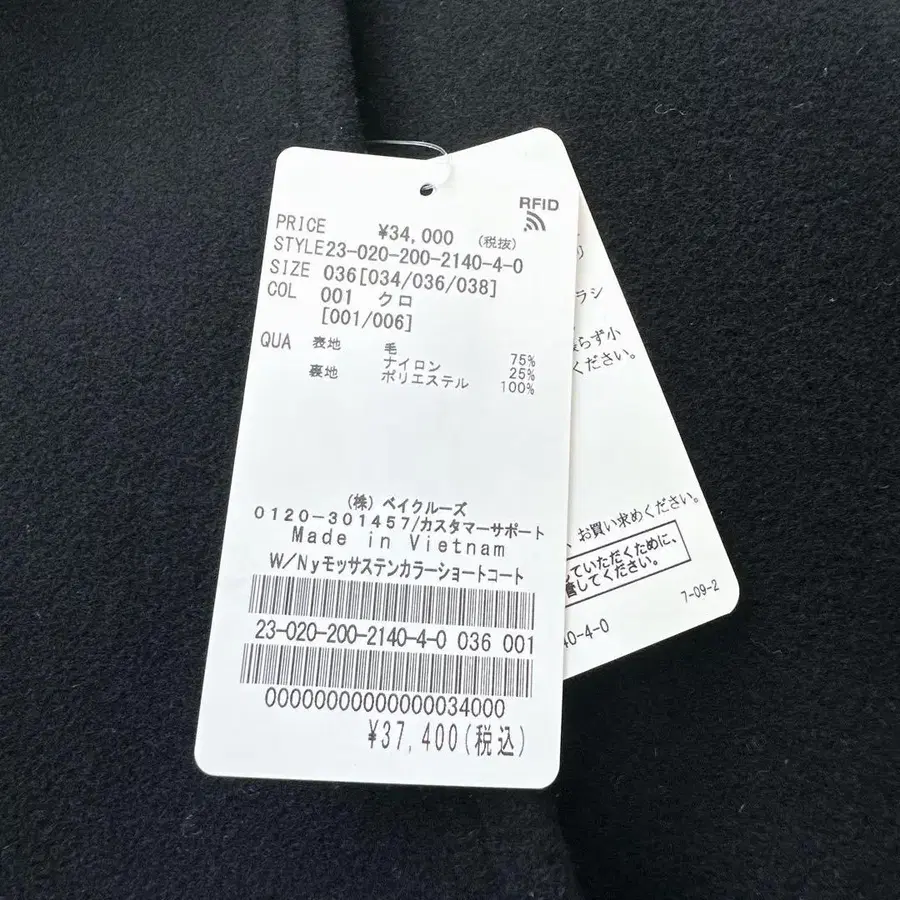 RFID
PRICE ¥34,000 (税抜)
STYLE23-020-200-2140-4-0
SIZE 036[034/036/038]
COL 001 クロ
[001/006]
QUA 表地 毛 75%
ナイロン 25%
裏地 ポリエステル 100%
(株) ベイクルーズ
0120-301457/カスタマーサポート
Made in Vietnam
W/Nyモッサステンカラーショートコート
23-020-200-2140-4-0 036 001
00000000000000034000
¥37,400(税込)
ラシ
らず小
ください。
、お買い求めください。
っていただくために、
管してください。
7-09-2
40-4-0